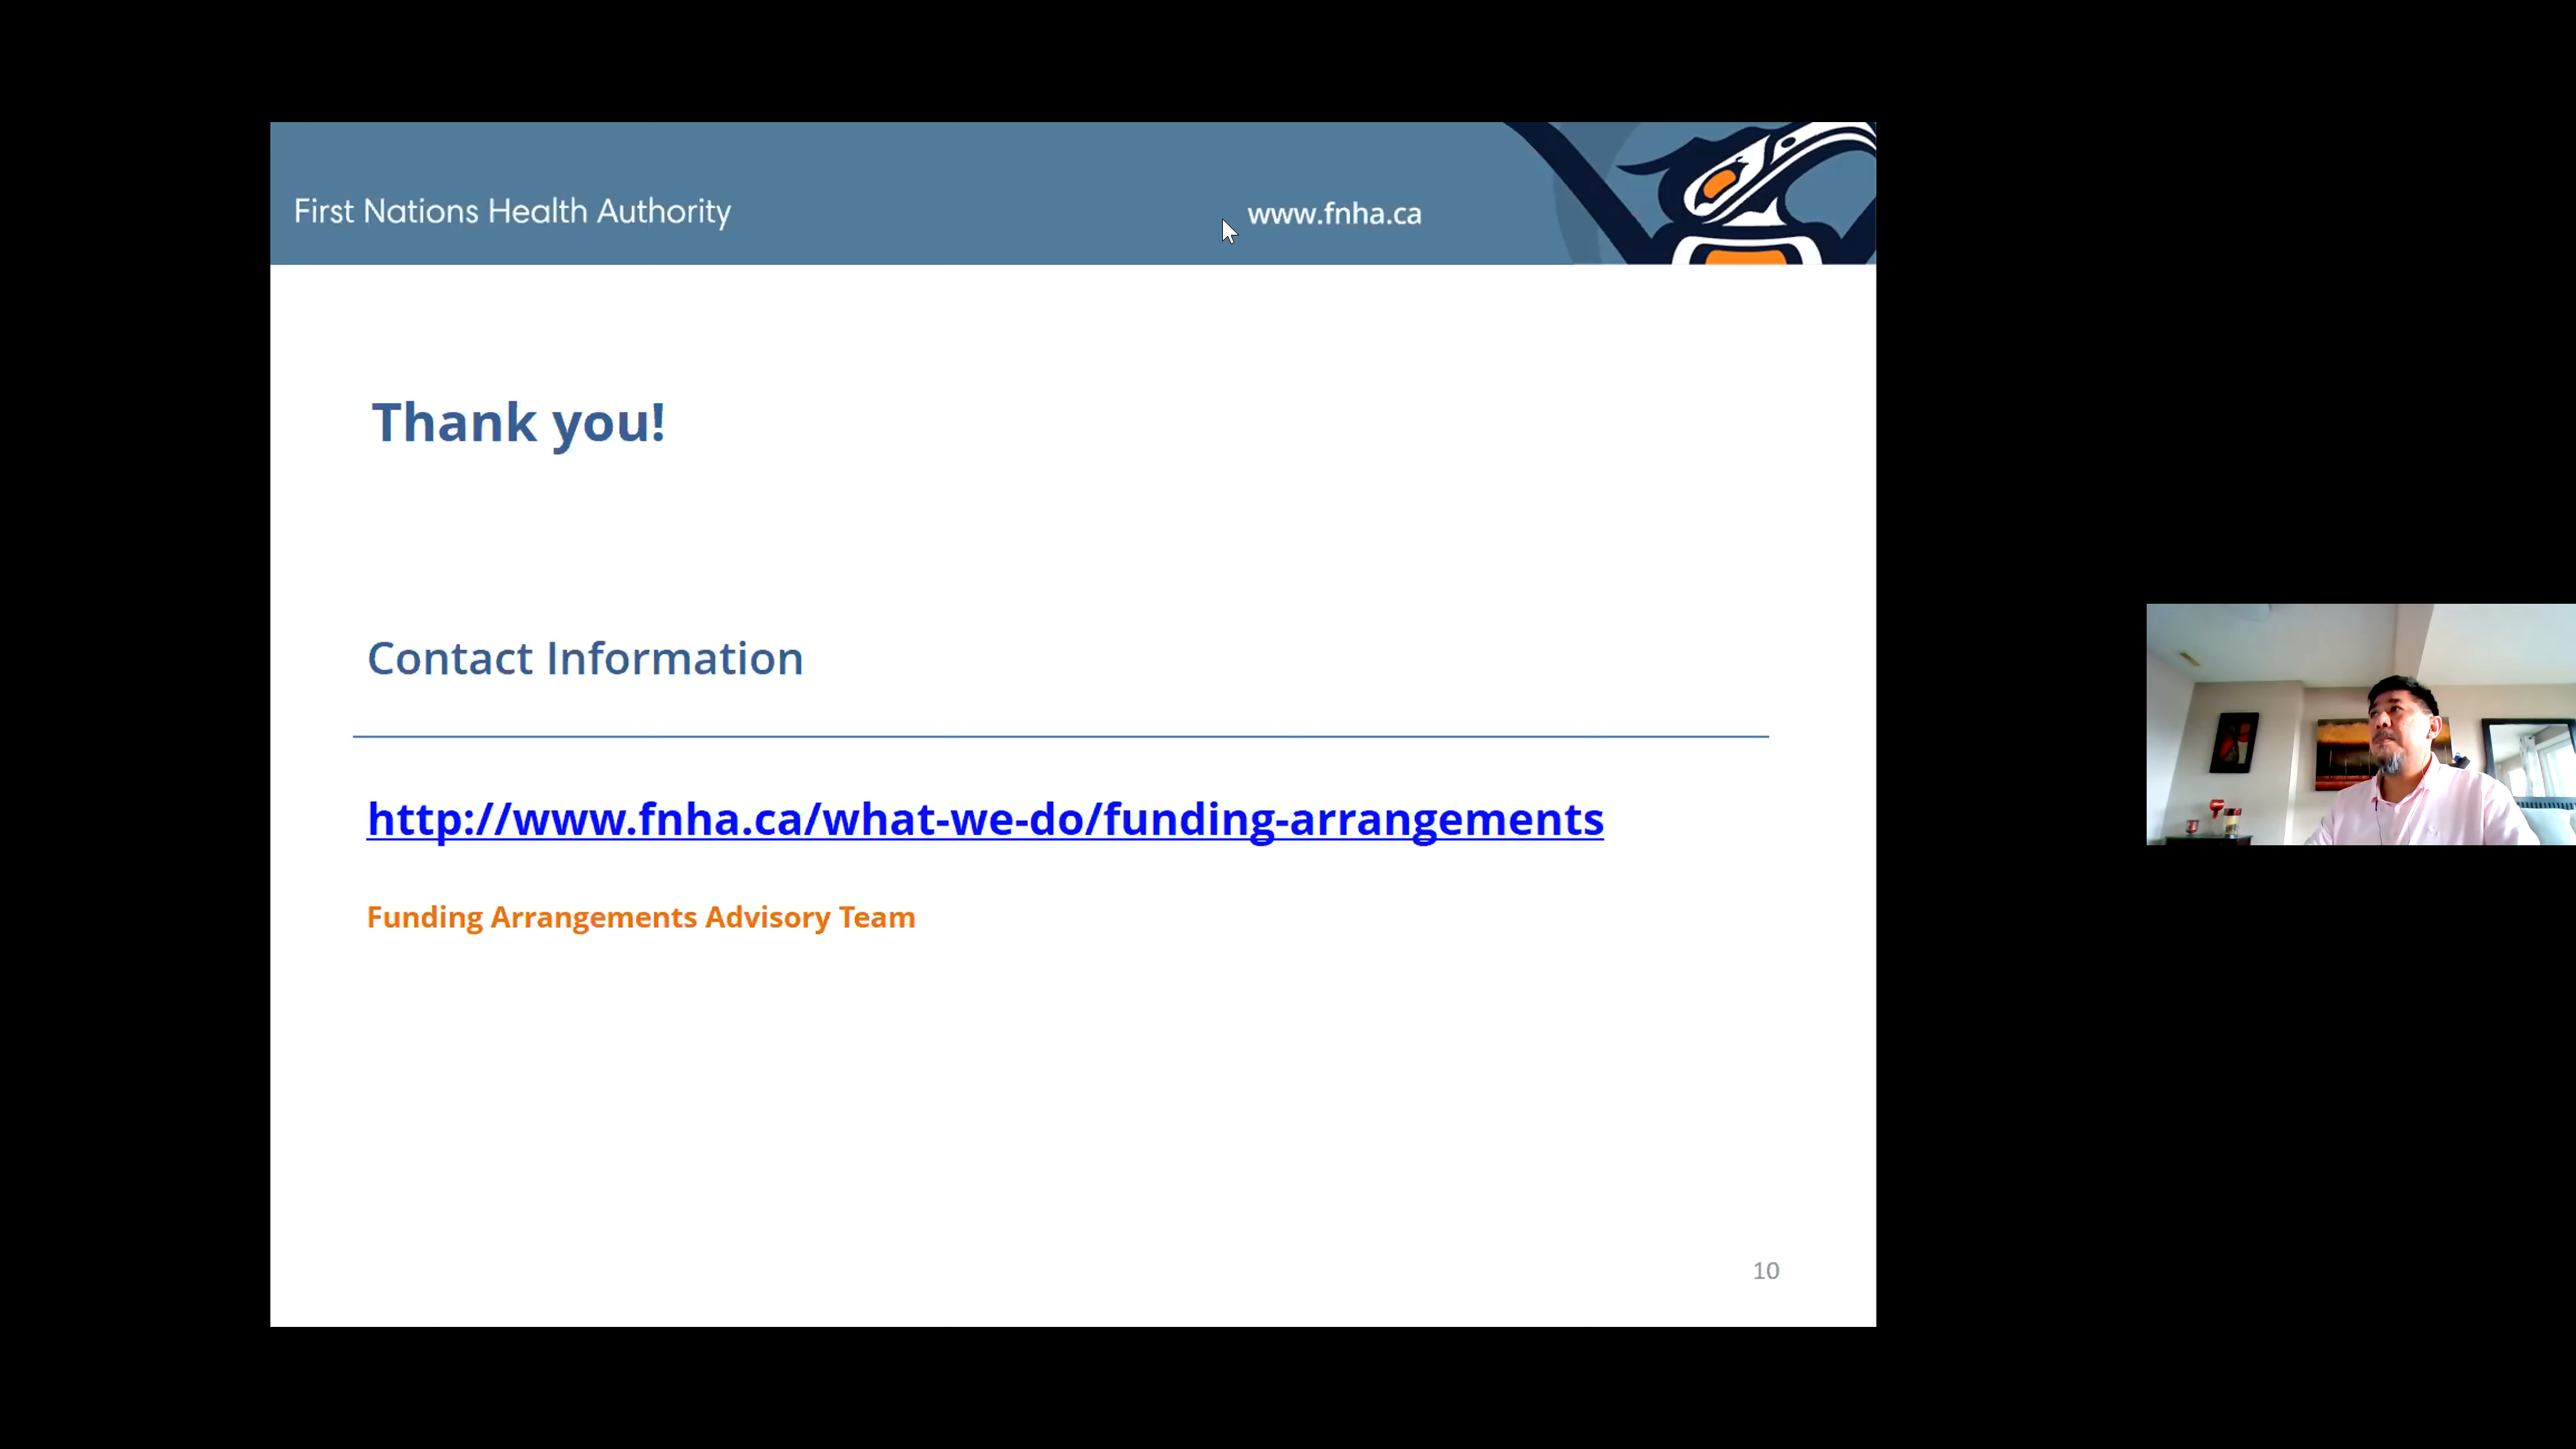 First Nations Health Authority
www.fnha.ca
Thank you!
Contact Information
http://www.fnha.ca/what-we-do/funding-arrangements
Funding Arrangements Advisory Team
10